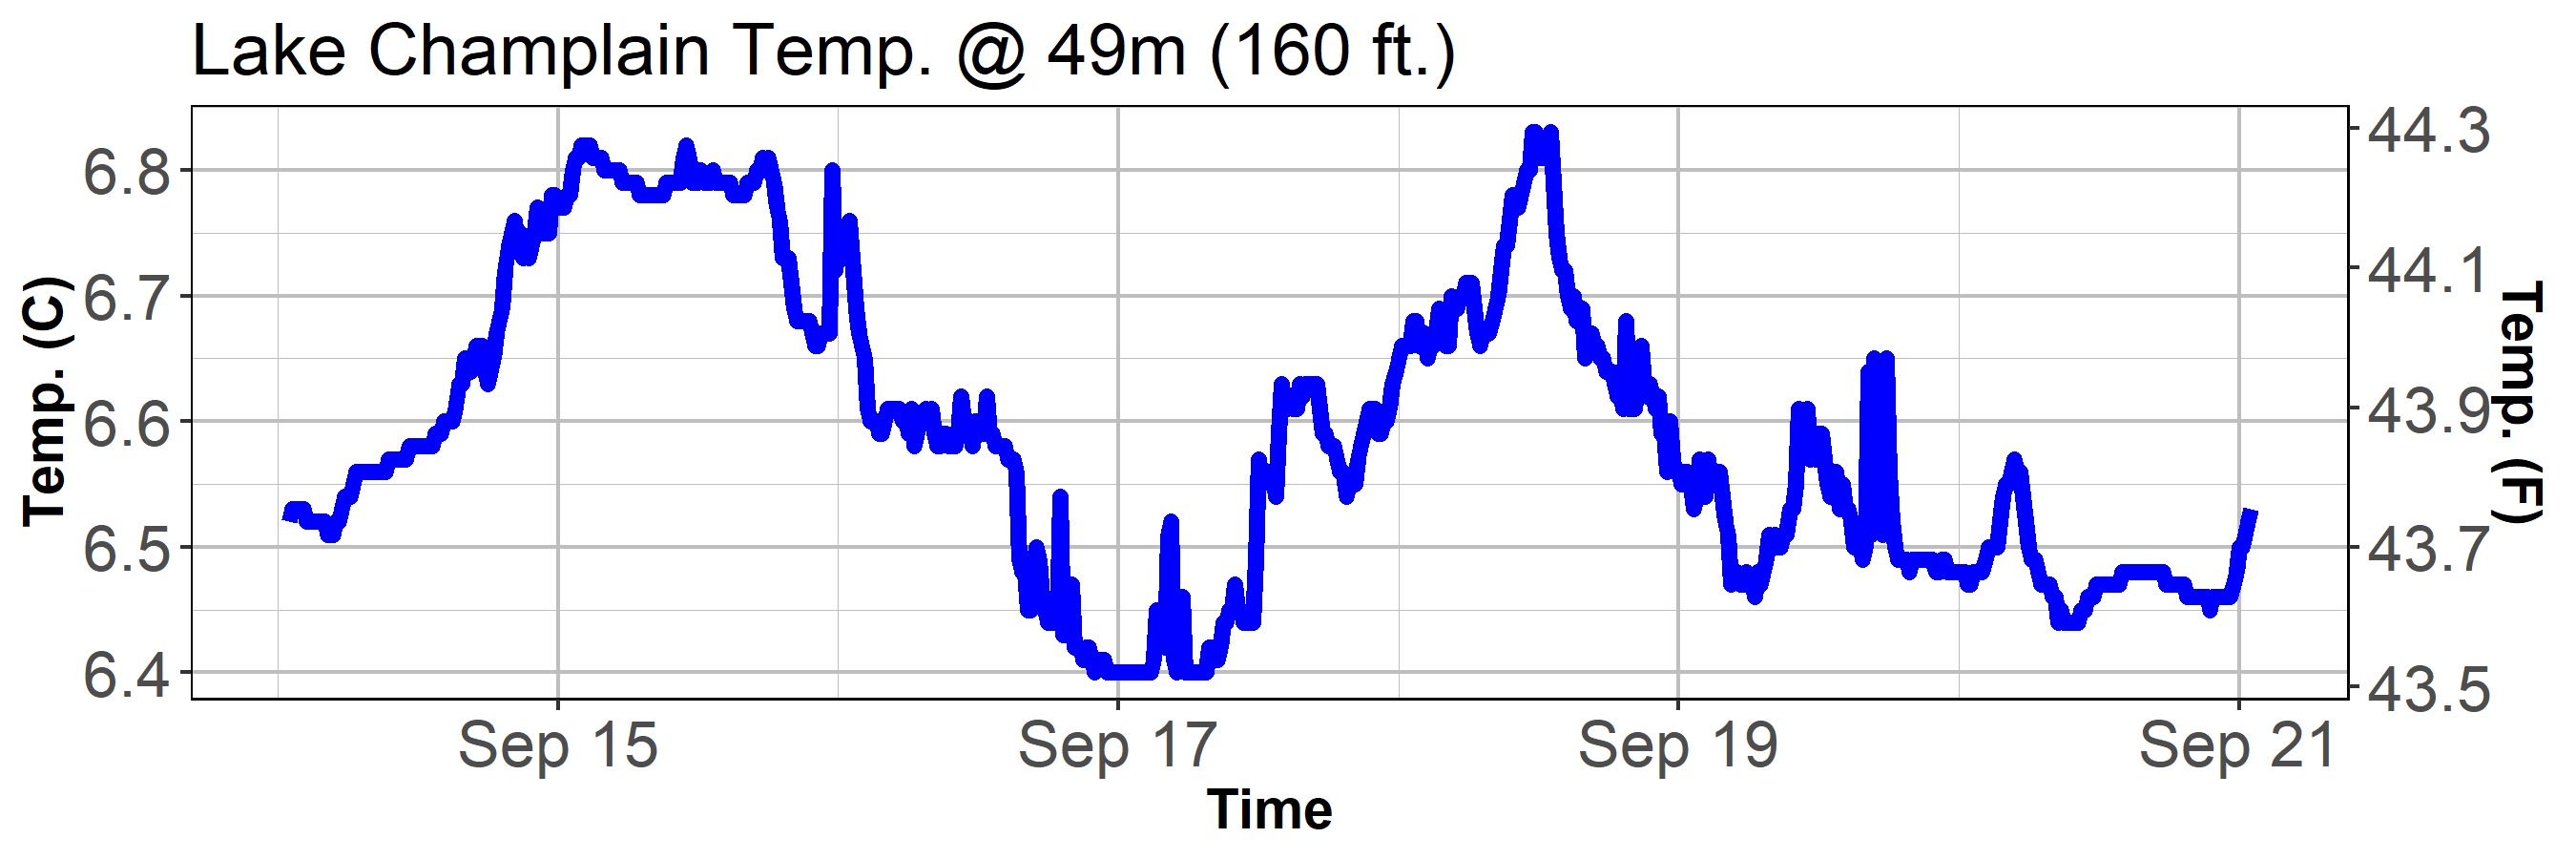 Lake Champlain Temp. @ 49m (160 ft.)
Temp. (C)
6.8
6.7
6.6
6.5
6.4
44.3
44.1
43.9
43.7
43.5
Temp. (F)
Sep 15 Sep 17 Sep 19 Sep 21
Time